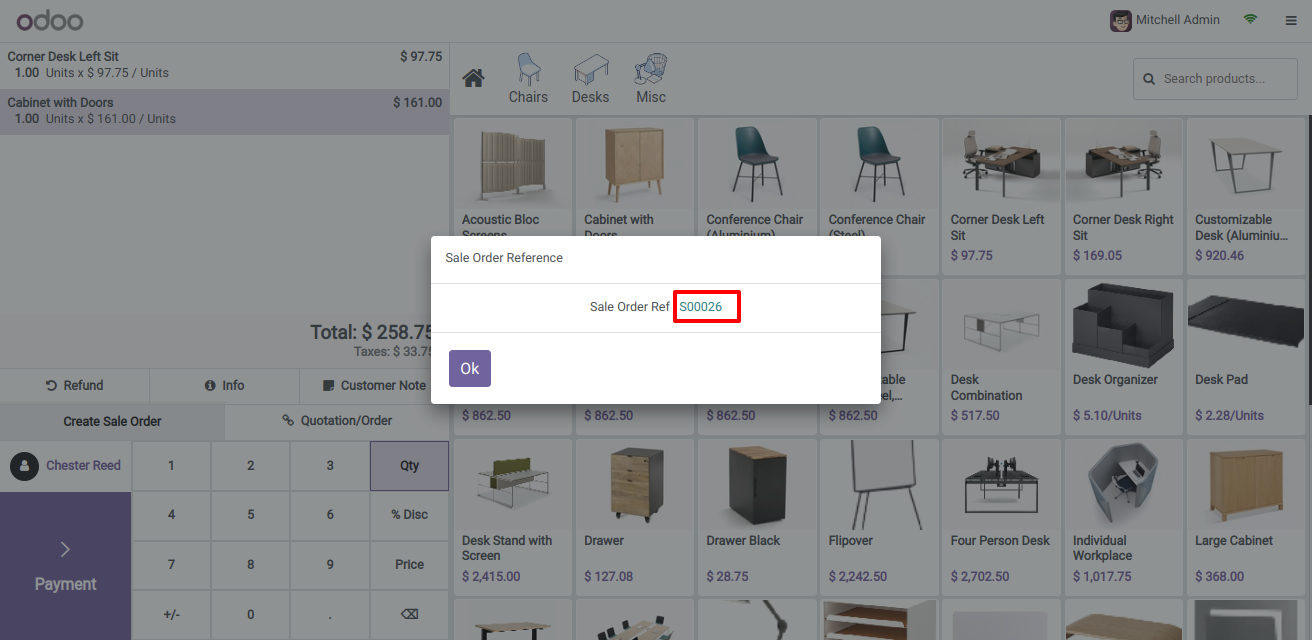 odoo
Mitchell Admin
Corner Desk Left Sit $ 97.75
1.00 Units x $ 97.75 / Units
Cabinet with Doors $ 161.00
1.00 Units x $ 161.00 / Units
Total: $ 258.75
Taxes: $ 33.75
Refund Info Customer Note
Create Sale Order Quotation/Order
Chester Reed 1 2 3 Qty
4 5 6 % Disc
7 8 9 Price
Payment
+/- 0 .
Chairs Desks Misc
Search products...
Acoustic Bloc Screens
Cabinet with Doors
Conference Chair (Aluminium)
Conference Chair (Steel)
Corner Desk Left Sit
$ 97.75
Corner Desk Right Sit
$ 169.05
Customizable Desk (Aluminiu...
$ 920.46
Sale Order Reference
Sale Order Ref S00026
Ok
$ 862.50
$ 862.50
$ 862.50
$ 862.50
Desk Combination
$ 517.50
Desk Organizer
$ 5.10/Units
Desk Pad
$ 2.28/Units
Desk Stand with Screen
$ 2,415.00
Drawer
$ 127.08
Drawer Black
$ 28.75
Flipover
$ 2,242.50
Four Person Desk
$ 2,702.50
Individual Workplace
$ 1,017.75
Large Cabinet
$ 368.00